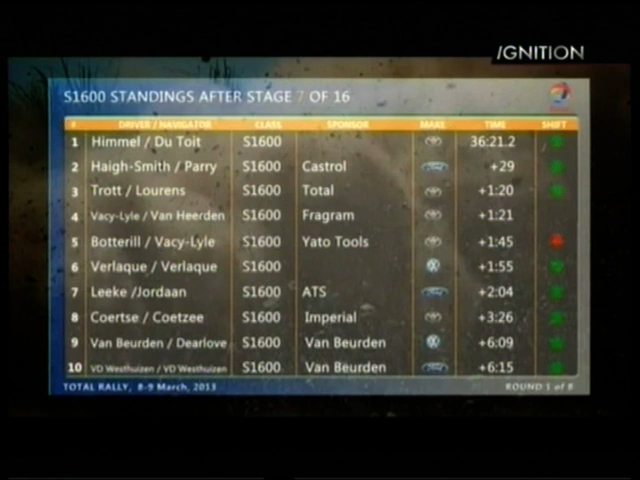 IGNITION
S1600 STANDINGS AFTER STAGE 7 OF 16
# DRIVER / NAVIGATOR CLASS SPONSOR MAKE TIME SHIFT
1 Himmel / Du Toit S1600 36:21.2
2 Haigh-Smith / Parry S1600 Castrol +29
3 Trott / Lourens S1600 Total +1:20
4 Vacy-Lyle / Van Heerden S1600 Fragram +1:21
5 Botterill / Vacy-Lyle S1600 Yato Tools +1:45
6 Verlaque / Verlaque S1600 +1:55
7 Leeke /Jordaan S1600 ATS +2:04
8 Coertse / Coetzee S1600 Imperial +3:26
9 Van Beurden / Dearlove S1600 Van Beurden +6:09
10 VD Westhuizen / VD Westhuizen S1600 Van Beurden +6:15
TOTAL RALLY, 8-9 March, 2013 ROUND 1 of 8